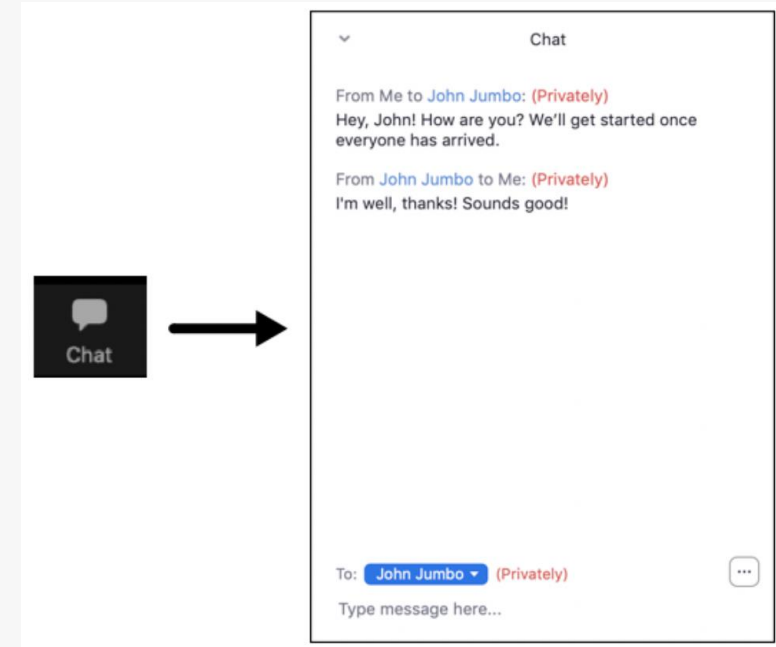 Chat
Chat
From Me to John Jumbo: (Privately)
Hey, John! How are you? We’ll get started once
everyone has arrived.
From John Jumbo to Me: (Privately)
I'm well, thanks! Sounds good!
To: John Jumbo (Privately)
Type message here...